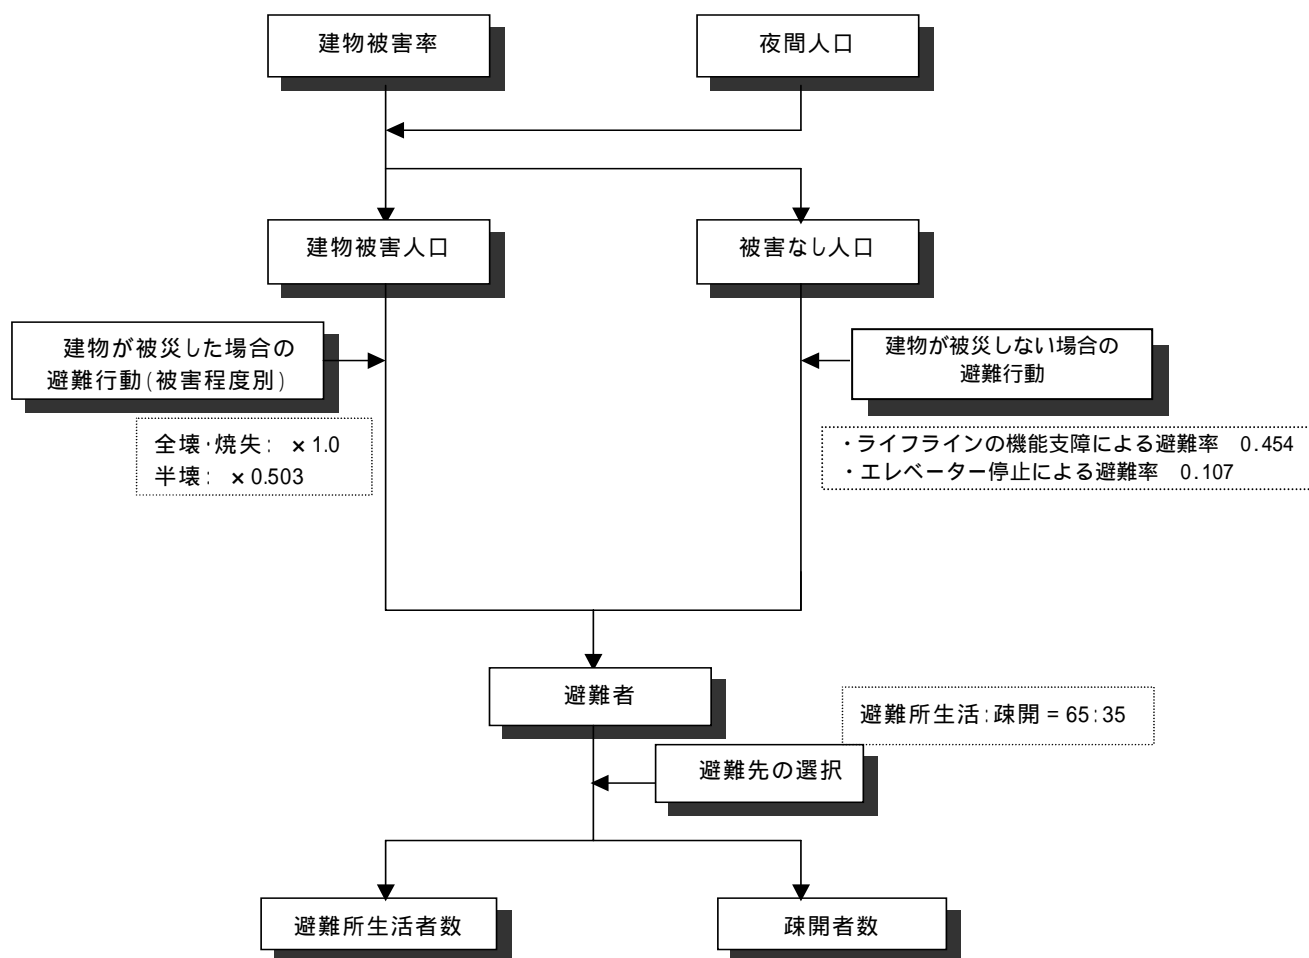 建物被害率
夜間人口
建物被害人口
被害なし人口
建物が被災した場合の
避難行動(被害程度別)
建物が被災しない場合の
避難行動
全壊・焼失: ×1.0
半壊: ×0.503
・ライフラインの機能支障による避難率 0.454
・エレベーター停止による避難率 0.107
避難者
避難所生活:疎開=65:35
避難先の選択
避難所生活者数
疎開者数